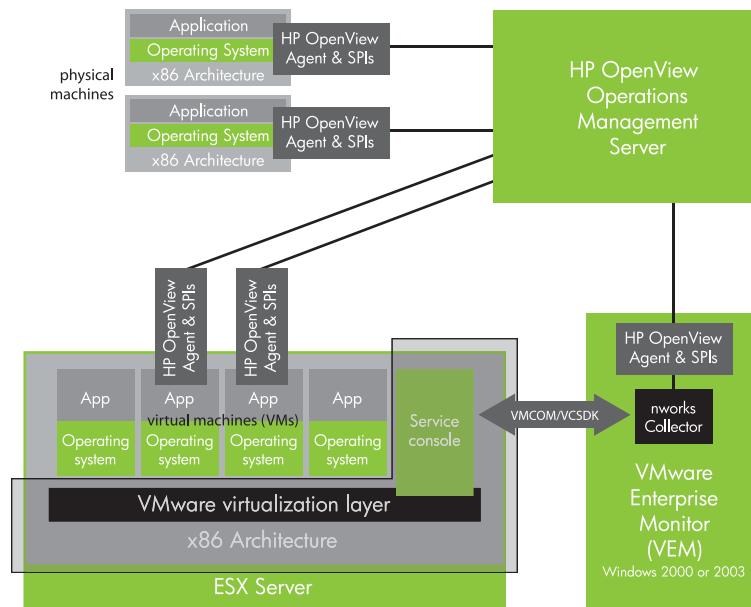 physical
machines
Application
Operating System
x86 Architecture
HP OpenView
Agent & SPIs
Application
Operating System
x86 Architecture
HP OpenView
Agent & SPIs
HP OpenView
Operations
Management
Server
HP OpenView
Agent & SPIs
HP OpenView
Agent & SPIs
App
App
App
App
virtual machines (VMs)
Operating
system
Operating
system
Operating
system
Operating
system
Service
console
VMware virtualization layer
x86 Architecture
ESX Server
VMCOM/VCSDK
HP OpenView
Agent & SPIs
nworks
Collector
VMware
Enterprise
Monitor
(VEM)
Windows 2000 or 2003